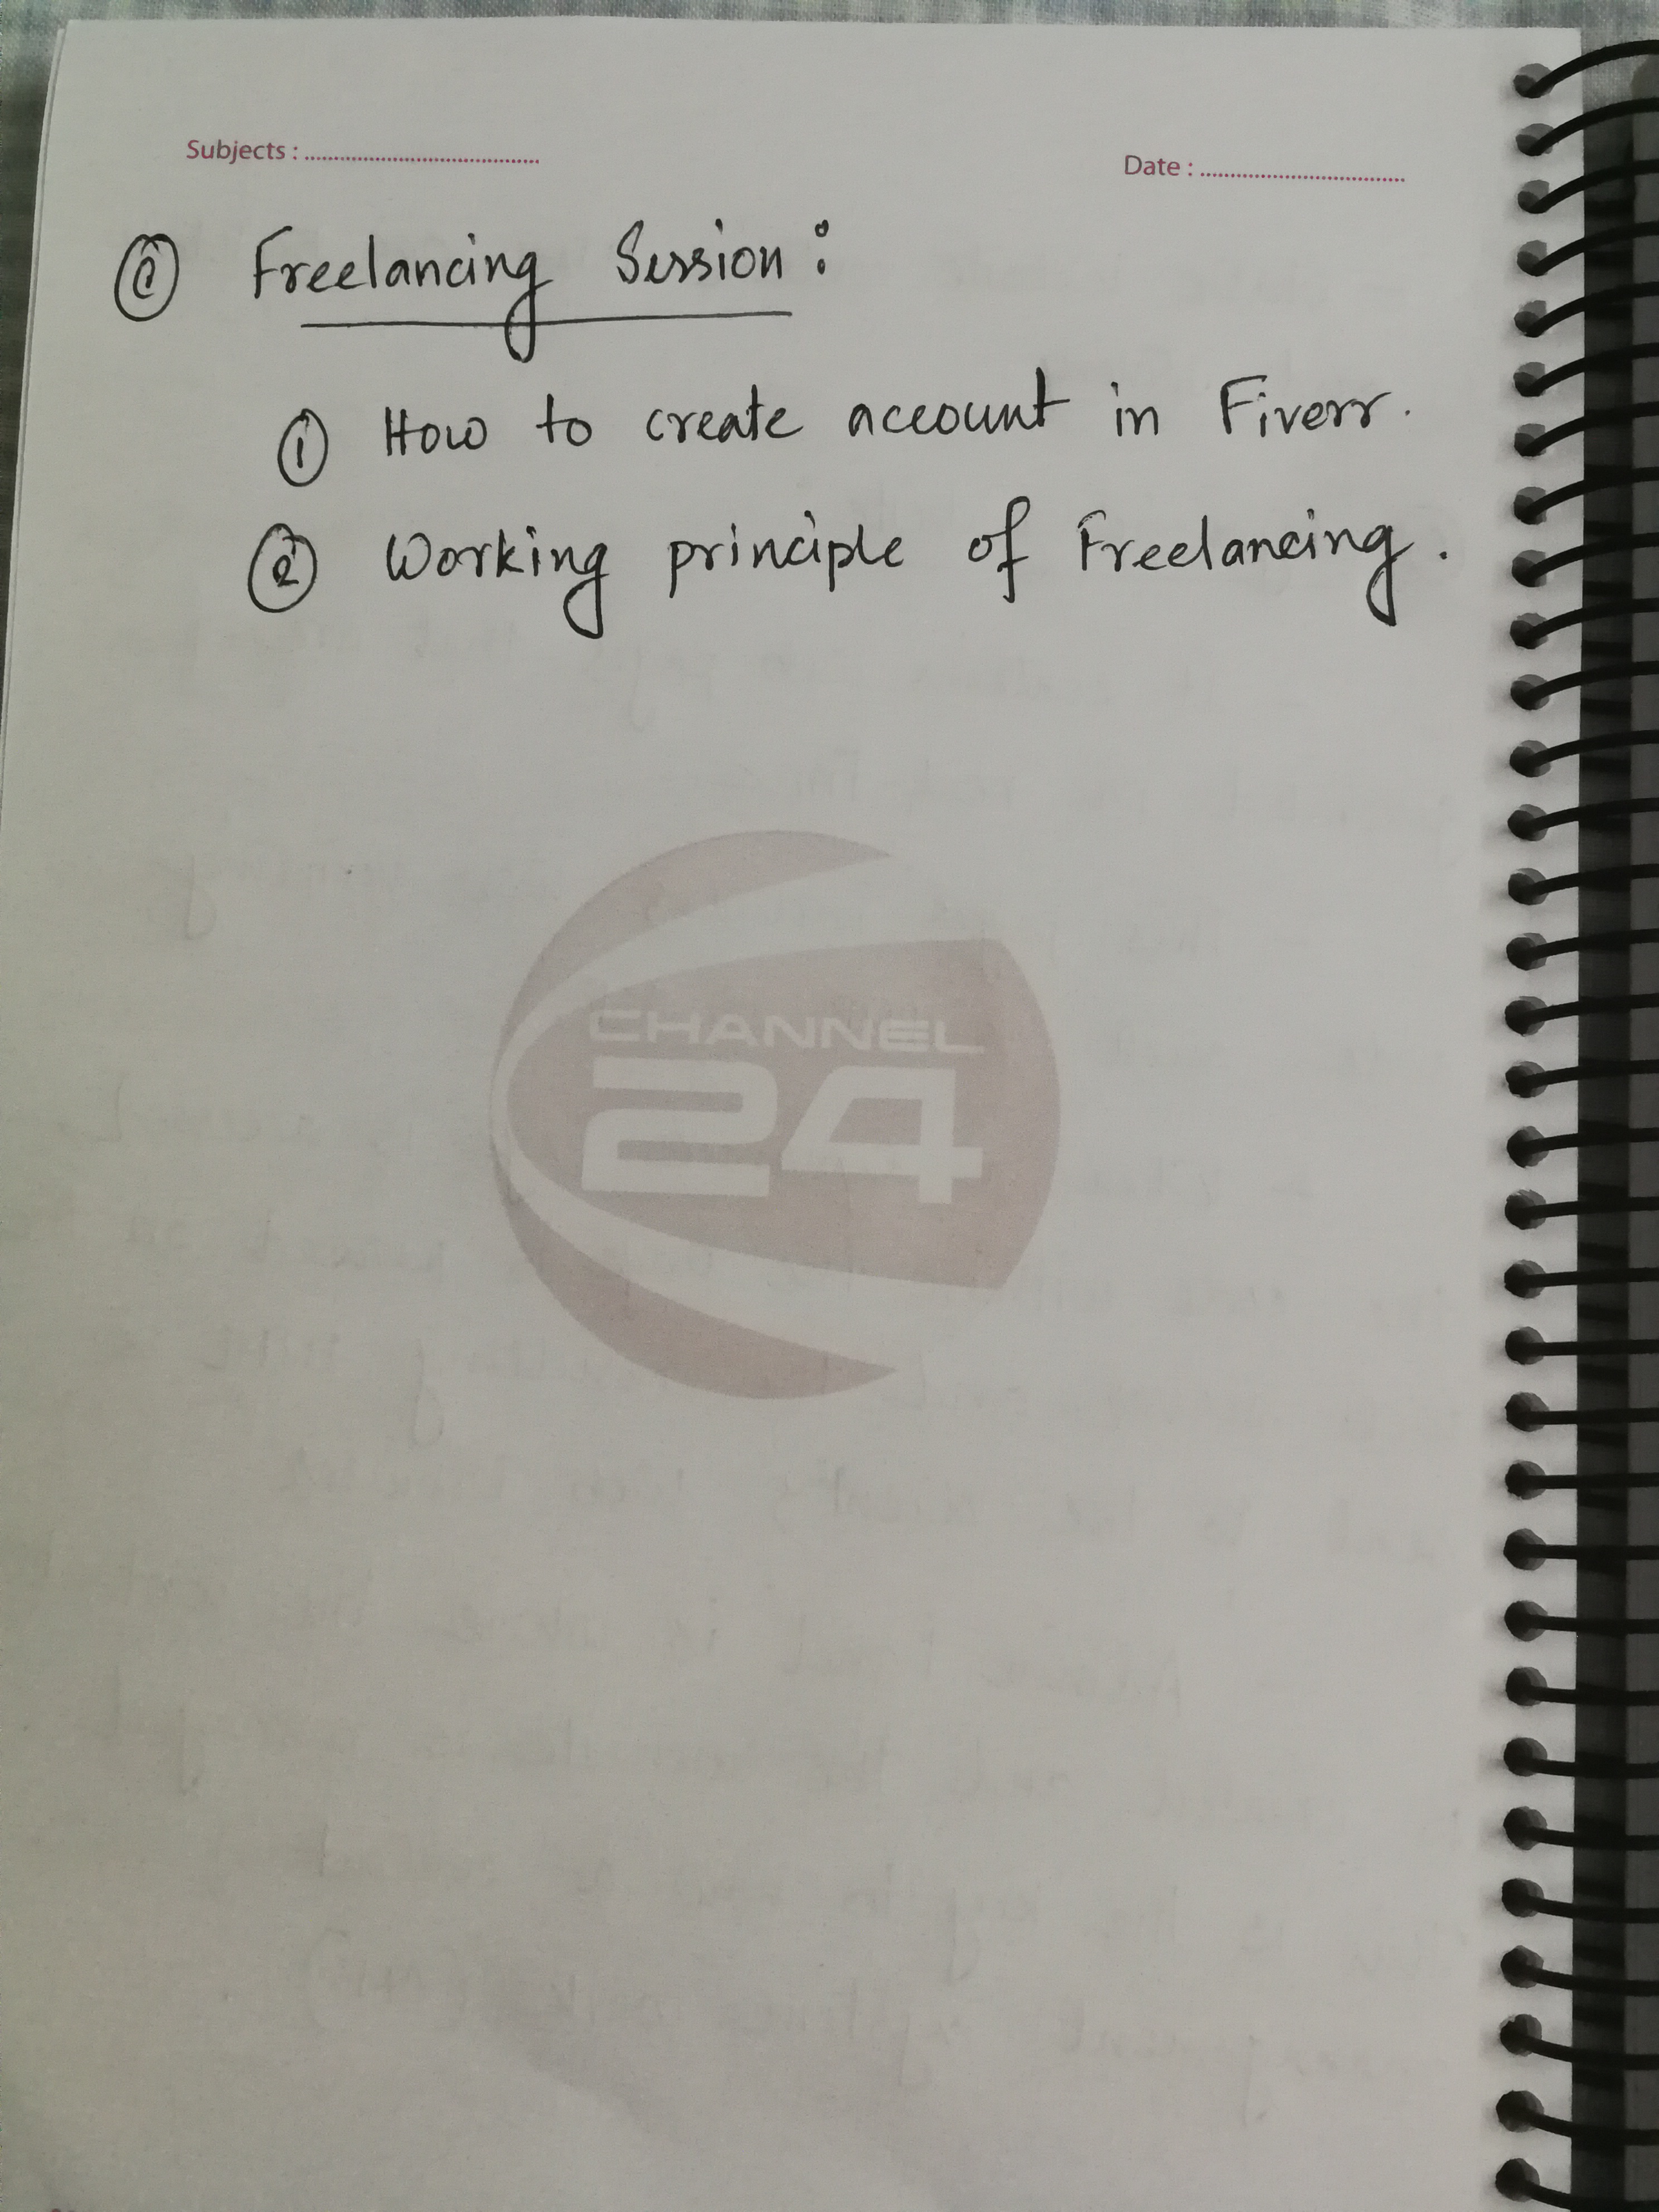 Subjects : ........................................
Date : ...................................
@ Freelancing Session :
① How to create account in Fiverr.
② Working principle of Freelancing.
CHANNEL
24